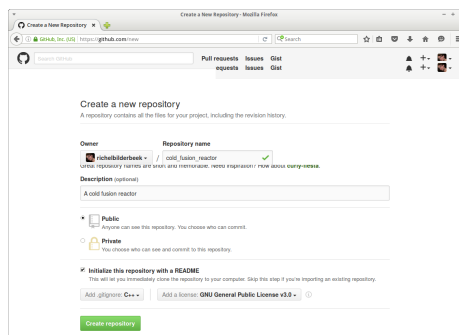 Create a New Repository - Mozilla Firefox
Create a New Repository
GitHub, Inc. (US) https://github.com/new
Search
Search GitHub
Pull requests Issues Gist
equests Issues Gist
Create a new repository
A repository contains all the files for your project, including the revision history.
Owner Repository name
richelbilderbeek / cold_fusion_reactor
Great repository names are short and memorable. Need inspiration? How about curly-fiesta.
Description (optional)
A cold fusion reactor
Public
Anyone can see this repository. You choose who can commit.
Private
You choose who can see and commit to this repository.
Initialize this repository with a README
This will let you immediately clone the repository to your computer. Skip this step if you're importing an existing repository.
Add .gitignore: C++ Add a license: GNU General Public License v3.0
Create repository